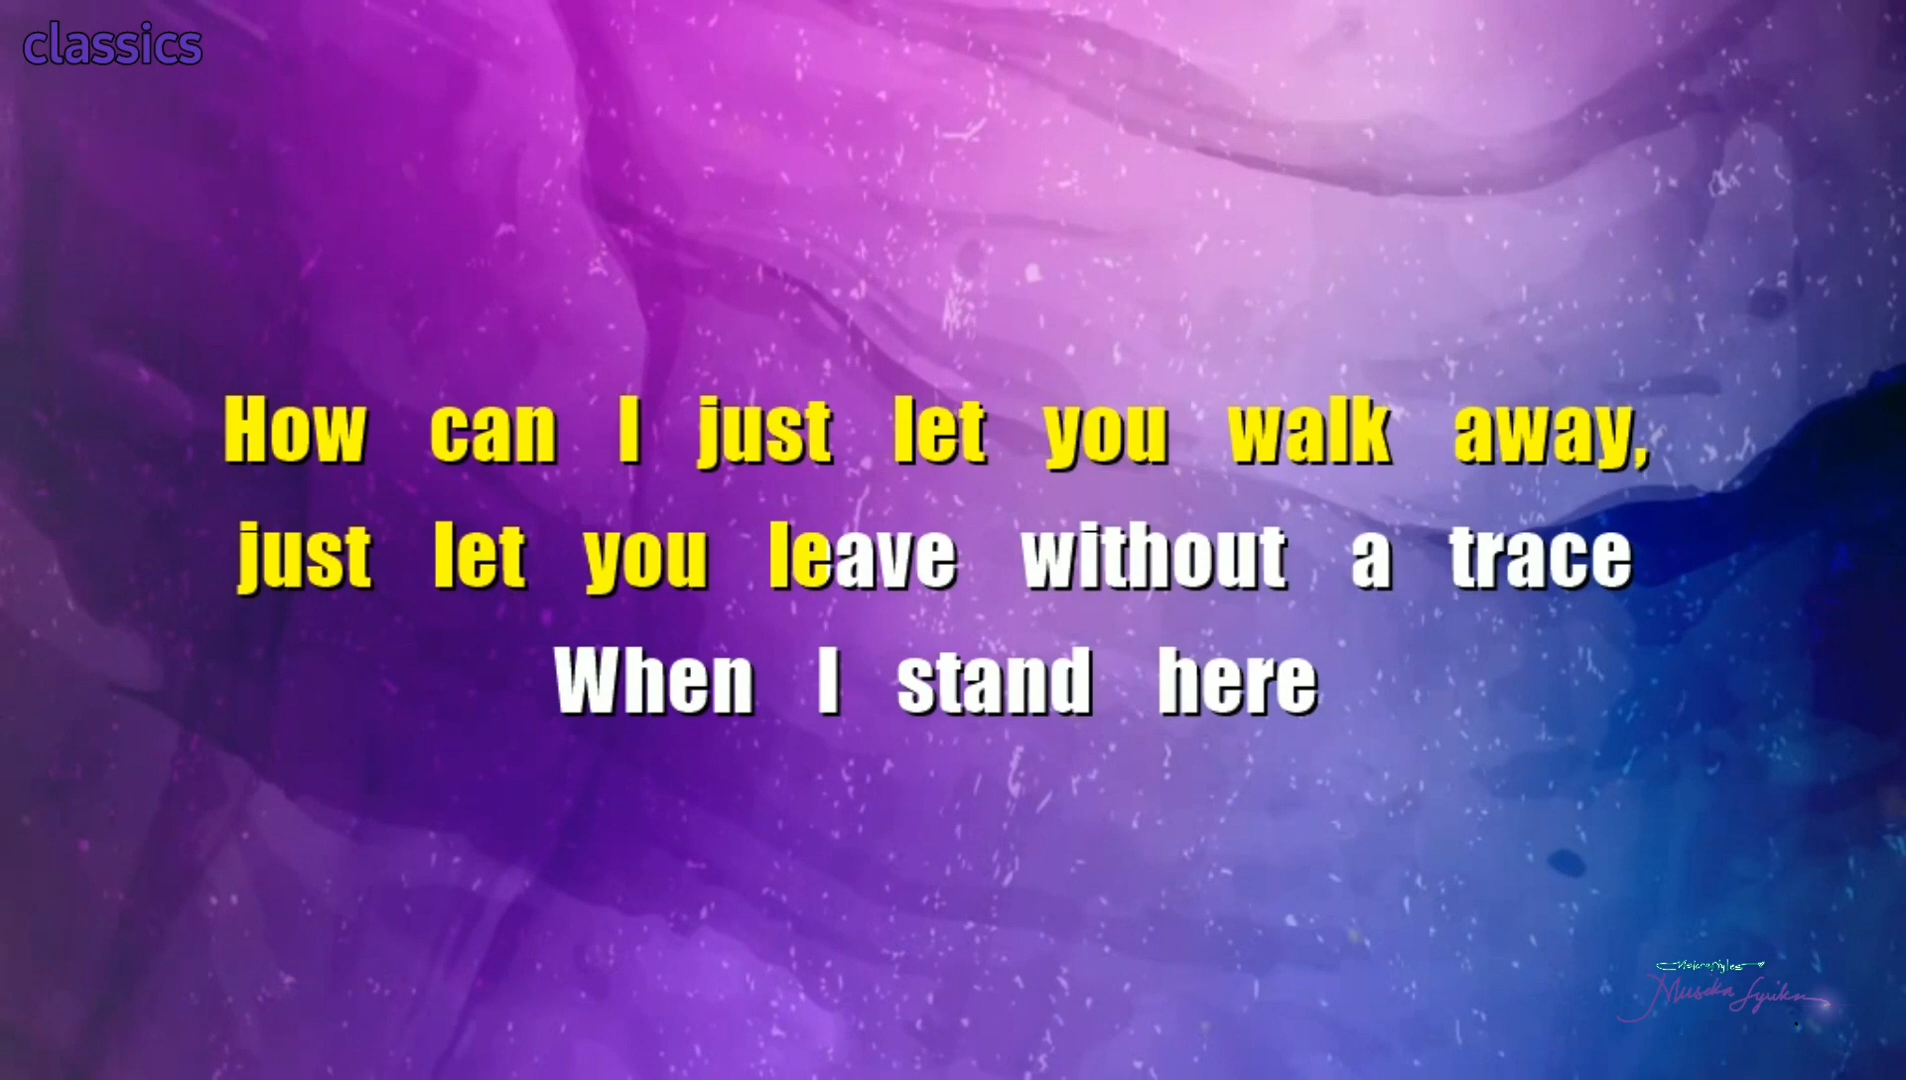 classics
How can I just let you walk away,
just let you leave without a trace
When I stand here